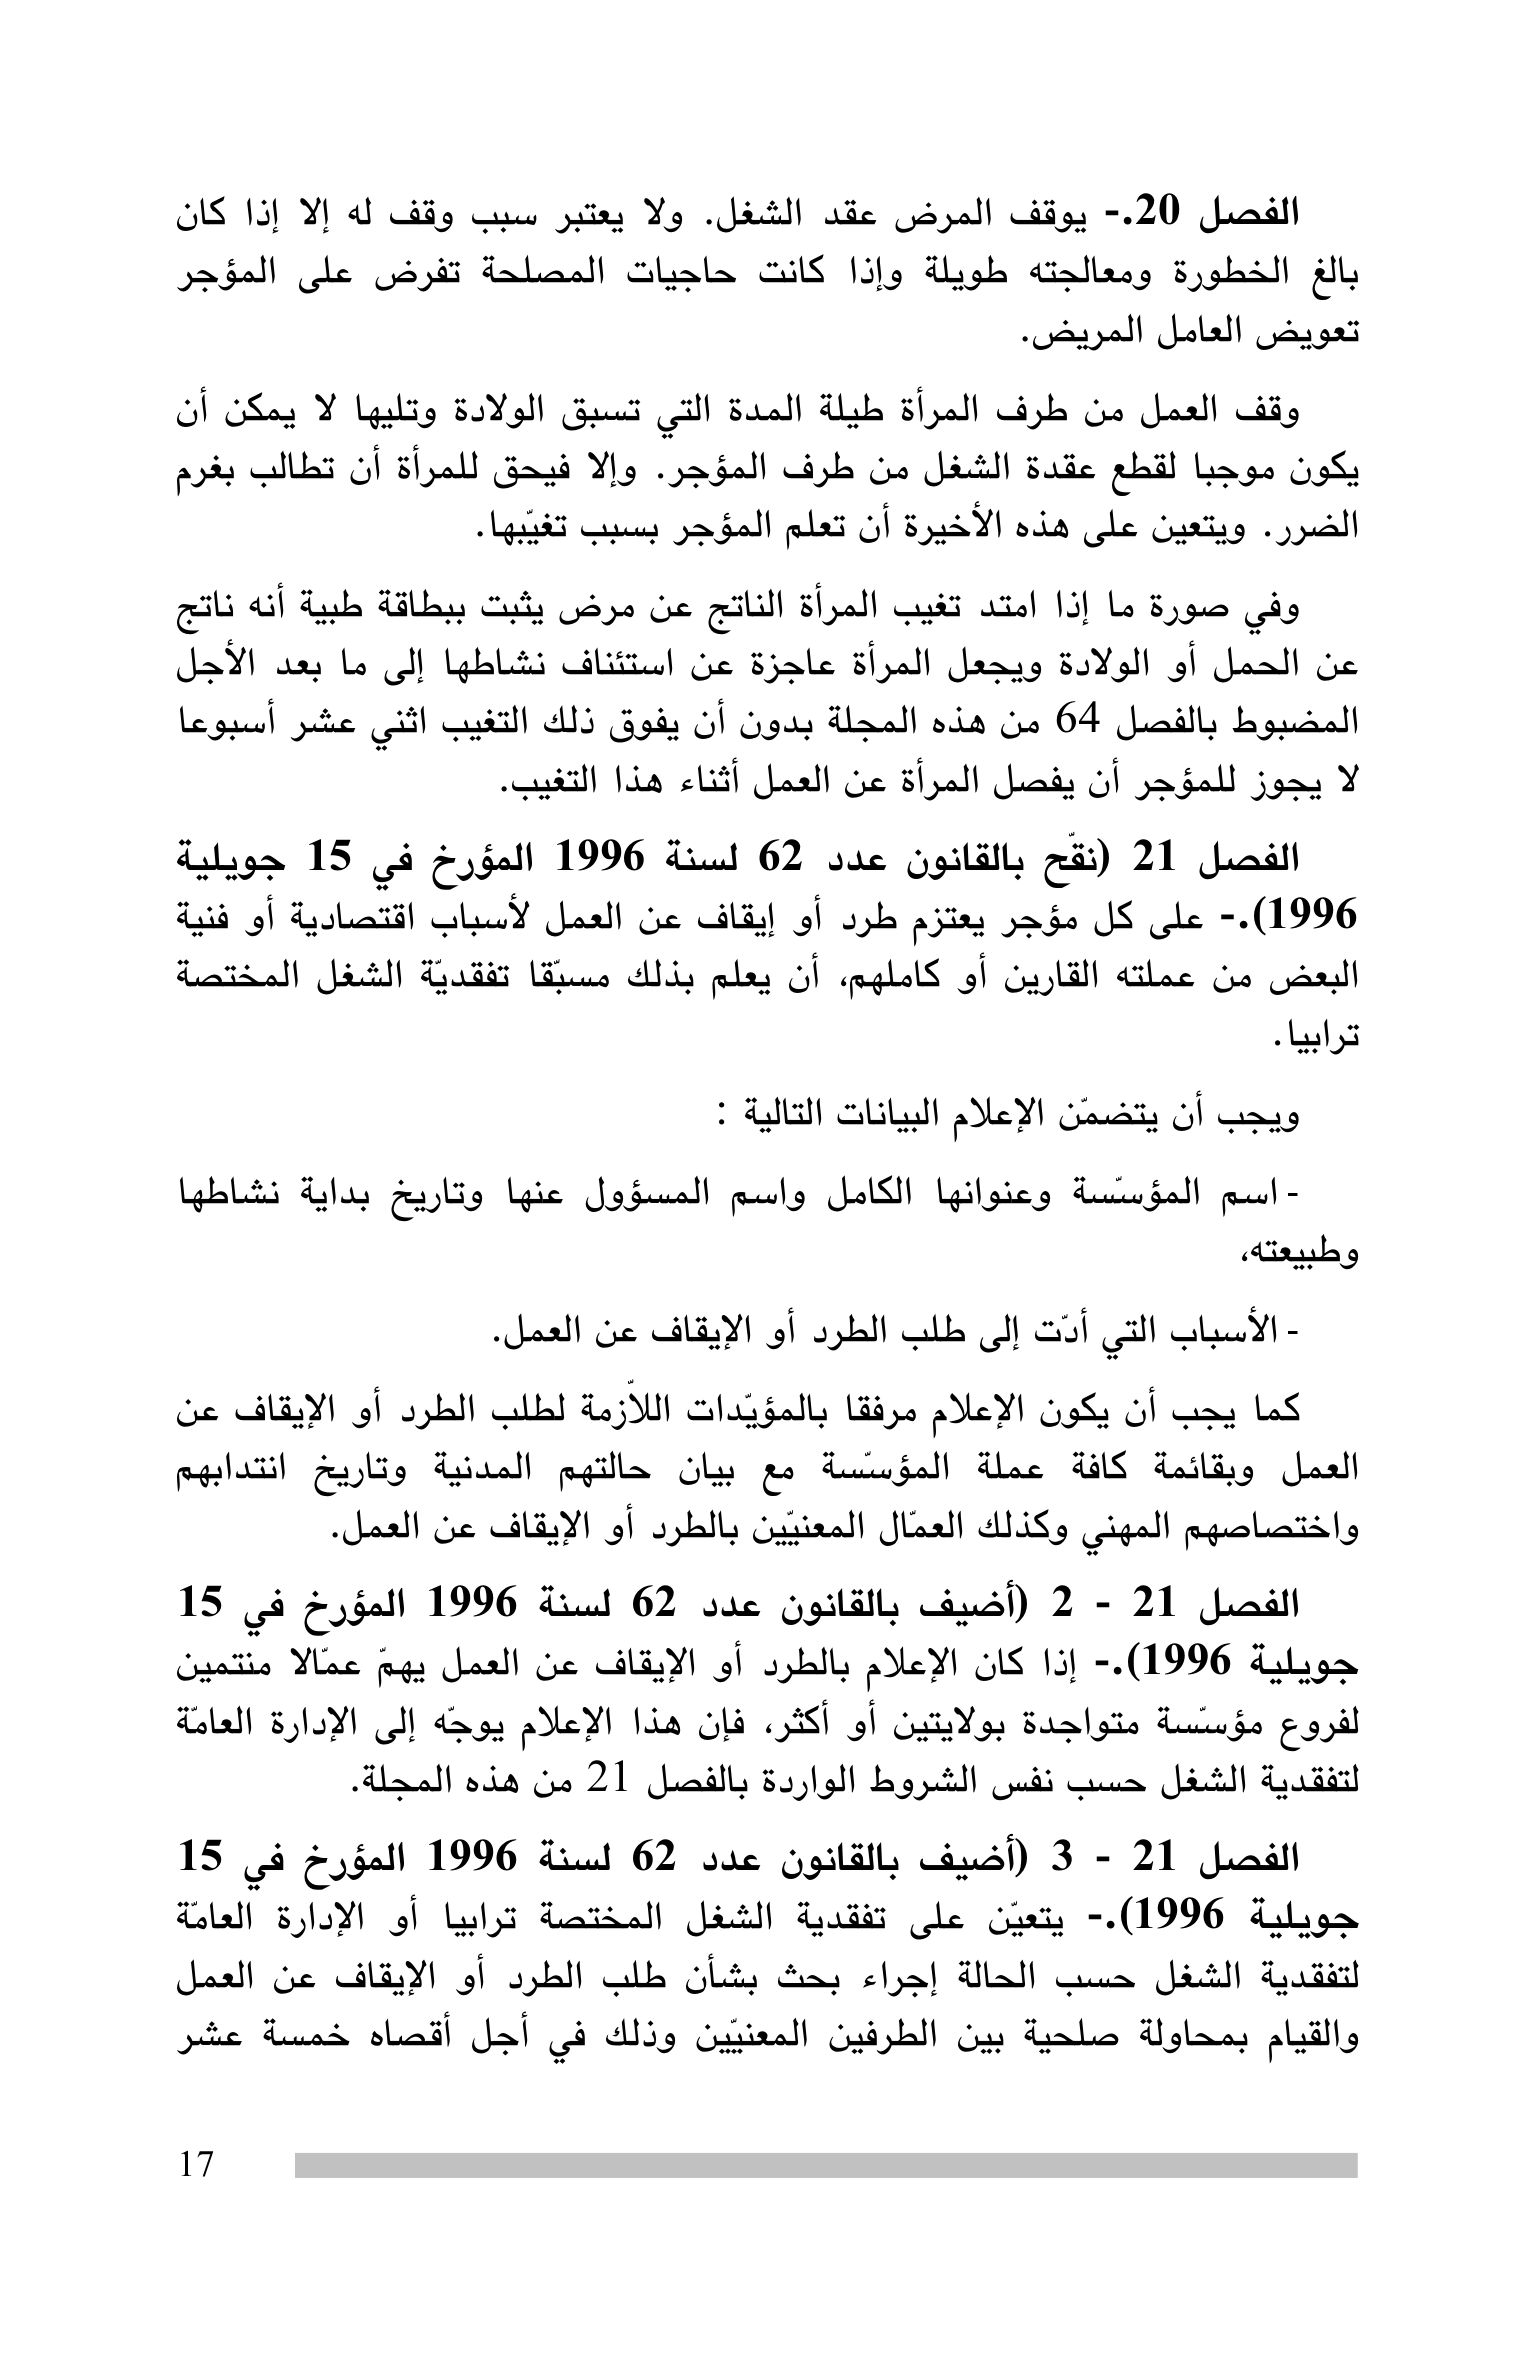 الفصل 20.- يوقف المرض عقد الشغل. ولا يعتبر سبب وقف له إلا إذا كان
بالغ الخطورة ومعالجته طويلة وإذا كانت حاجيات المصلحة تفرض على المؤجر
تعويض العامل المريض.
وقف العمل من طرف المرأة طيلة المدة التي تسبق الولادة وتليها لا يمكن أن
يكون موجبا لقطع عقدة الشغل من طرف المؤجر. وإلا فيحق للمرأة أن تطالب بغرم
الضرر. ويتعين على هذه الأخيرة أن تعلم المؤجر بسبب تغيّبها.
وفي صورة ما إذا امتد تغيب المرأة الناتج عن مرض يثبت ببطاقة طبية أنه ناتج
عن الحمل أو الولادة ويجعل المرأة عاجزة عن استئناف نشاطها إلى ما بعد الأجل
المضبوط بالفصل 64 من هذه المجلة بدون أن يفوق ذلك التغيب اثني عشر أسبوعا
لا يجوز للمؤجر أن يفصل المرأة عن العمل أثناء هذا التغيب.
الفصل 21 (نقّح بالقانون عدد 62 لسنة 1996 المؤرخ في 15 جويلية
1996).- على كل مؤجر يعتزم طرد أو إيقاف عن العمل لأسباب اقتصادية أو فنية
البعض من عملته القارين أو كاملهم، أن يعلم بذلك مسبّقا تفقديّة الشغل المختصة
ترابيا.
ويجب أن يتضمّن الإعلام البيانات التالية :
- اسم المؤسّسة وعنوانها الكامل واسم المسؤول عنها وتاريخ بداية نشاطها
وطبيعته،
- الأسباب التي أدّت إلى طلب الطرد أو الإيقاف عن العمل.
كما يجب أن يكون الإعلام مرفقا بالمؤيّدات اللاّزمة لطلب الطرد أو الإيقاف عن
العمل وبقائمة كافة عملة المؤسّسة مع بيان حالتهم المدنية وتاريخ انتدابهم
واختصاصهم المهني وكذلك العمّال المعنيّين بالطرد أو الإيقاف عن العمل.
الفصل 21 - 2 (أضيف بالقانون عدد 62 لسنة 1996 المؤرخ في 15
جويلية 1996).- إذا كان الإعلام بالطرد أو الإيقاف عن العمل يهمّ عمّالا منتمين
لفروع مؤسّسة متواجدة بولايتين أو أكثر، فإن هذا الإعلام يوجّه إلى الإدارة العامّة
لتفقدية الشغل حسب نفس الشروط الواردة بالفصل 21 من هذه المجلة.
الفصل 21 - 3 (أضيف بالقانون عدد 62 لسنة 1996 المؤرخ في 15
جويلية 1996).- يتعيّن على تفقدية الشغل المختصة ترابيا أو الإدارة العامّة
لتفقدية الشغل حسب الحالة إجراء بحث بشأن طلب الطرد أو الإيقاف عن العمل
والقيام بمحاولة صلحية بين الطرفين المعنيّين وذلك في أجل أقصاه خمسة عشر
17